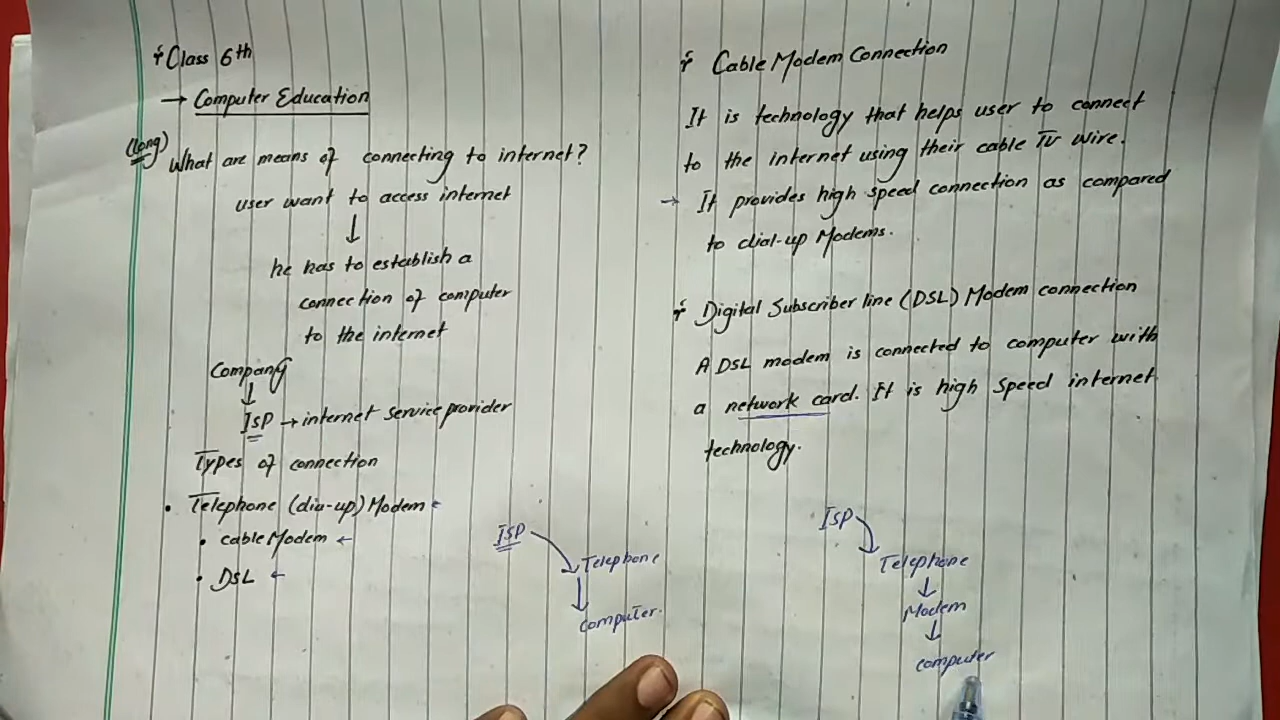 Class 6th
→ Computer Education
(long)
What are means of connecting to internet?
user want to access internet
↓
he has to establish a
connection of computer
to the internet
Company
↓
ISP → internet service provider
Types of connection
• Telephone (diu-up) Modem ←
• cable Modem ←
• DSL ←
ISP
Telephone
↓
Computer.
Cable Modem Connection
It is technology that helps user to connect
to the internet using their cable TV wire.
→ It provides high speed connection as compared
to dial-up Modems.
Digital Subscriber line (DSL) Modem connection
A DSL modem is connected to computer with
a network card. It is high speed internet
technology.
ISP
Telephone
↓
Modem
↓
computer